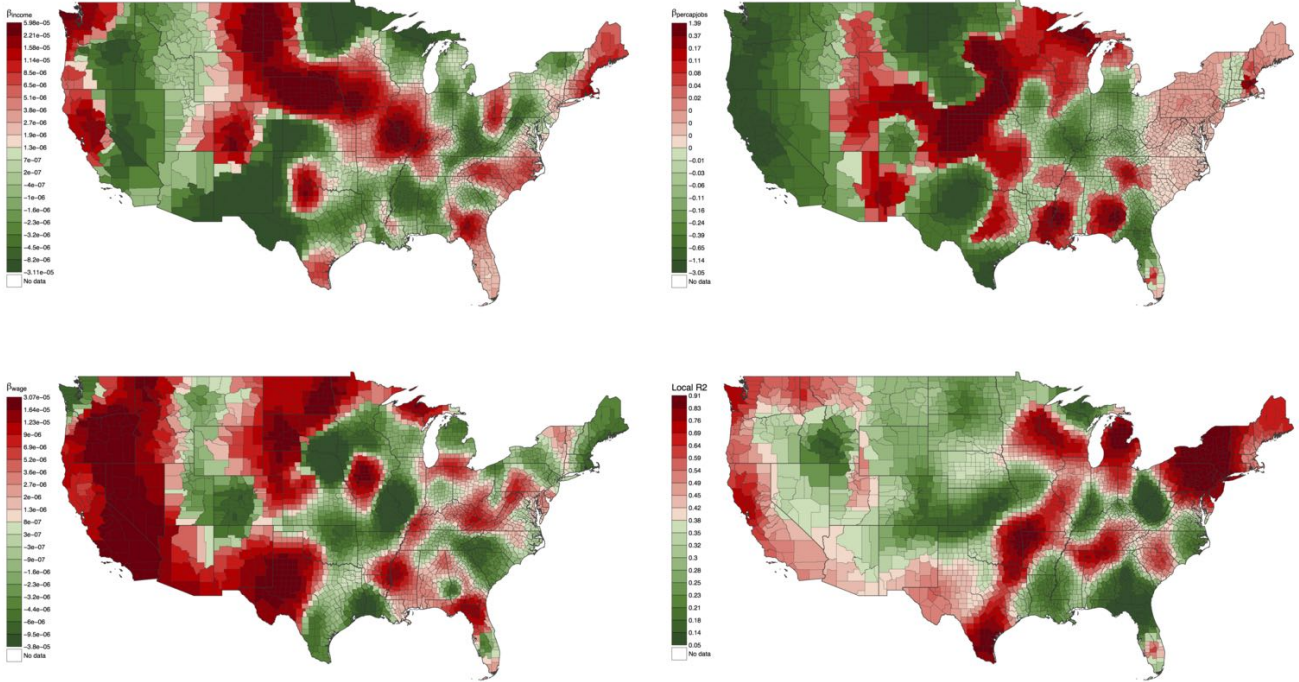 βincome
5.98e-05
2.21e-05
1.58e-05
1.14e-05
5.1e-06
3.8e-06
2.7e-06
1.9e-06
1.3e-06
7e-07
2e-07
-4e-07
-1e-06
-1.6e-06
-2.3e-06
-3.2e-06
-4.5e-06
-8.2e-06
-3.11e-05
No data
βpercapjobs
1.39
0.37
0.17
0.11
0.08
0.04
0.02
0
0
0
-0.01
-0.03
-0.06
-0.11
-0.18
-0.24
-0.39
-0.65
-1.14
-3.05
No data
βwage
3.07e-05
1.64e-05
1.23e-05
9e-06
6.9e-06
5.2e-06
3.6e-06
2.7e-06
2e-06
1.3e-06
8e-07
3e-07
-3e-07
-9e-07
-1.6e-06
-2.3e-06
-3.2e-06
-4.4e-06
-6e-06
-9.5e-06
-3.8e-05
No data
Local R2
0.91
0.83
0.76
0.69
0.64
0.59
0.54
0.49
0.45
0.42
0.38
0.35
0.32
0.3
0.28
0.25
0.23
0.21
0.18
0.14
0.05
No data